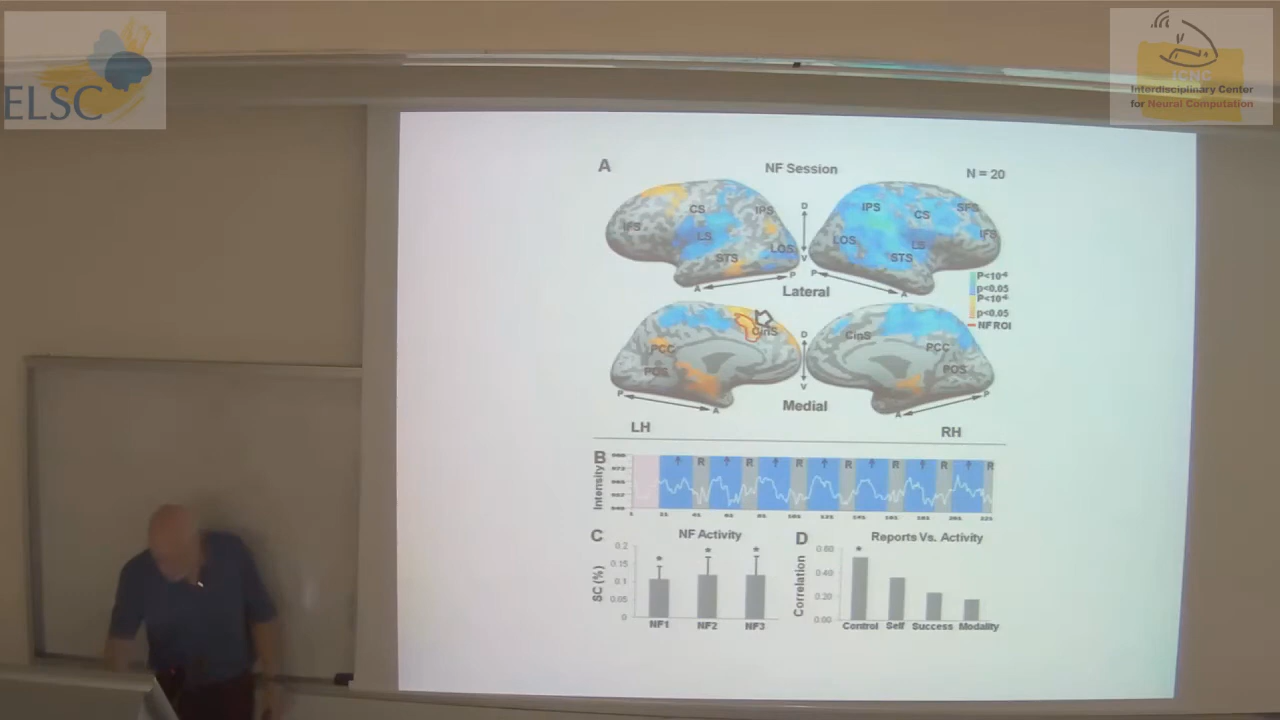 ELSC
ICNC
Interdisciplinary Center
for Neural Computation
A
NF Session
N = 20
IFS
CS
IPS
LS
LOS
STS
D
V
IPS
CS
SFS
IFS
LOS
LS
STS
A
P
Lateral
P
A
P<10⁻⁶
p<0.05
P<10⁻⁶
p<0.05
NF ROI
CinS
PCC
POS
D
V
CinS
PCC
POS
P
A
Medial
A
P
LH
RH
B
Intensity
R
R
R
R
R
R
R
C
NF Activity
SC (%)
0.2
0.15
0.1
0.05
0
*
*
*
NF1
NF2
NF3
D
Reports Vs. Activity
Correlation
0.60
0.40
0.20
0.00
*
Control
Self
Success
Modality